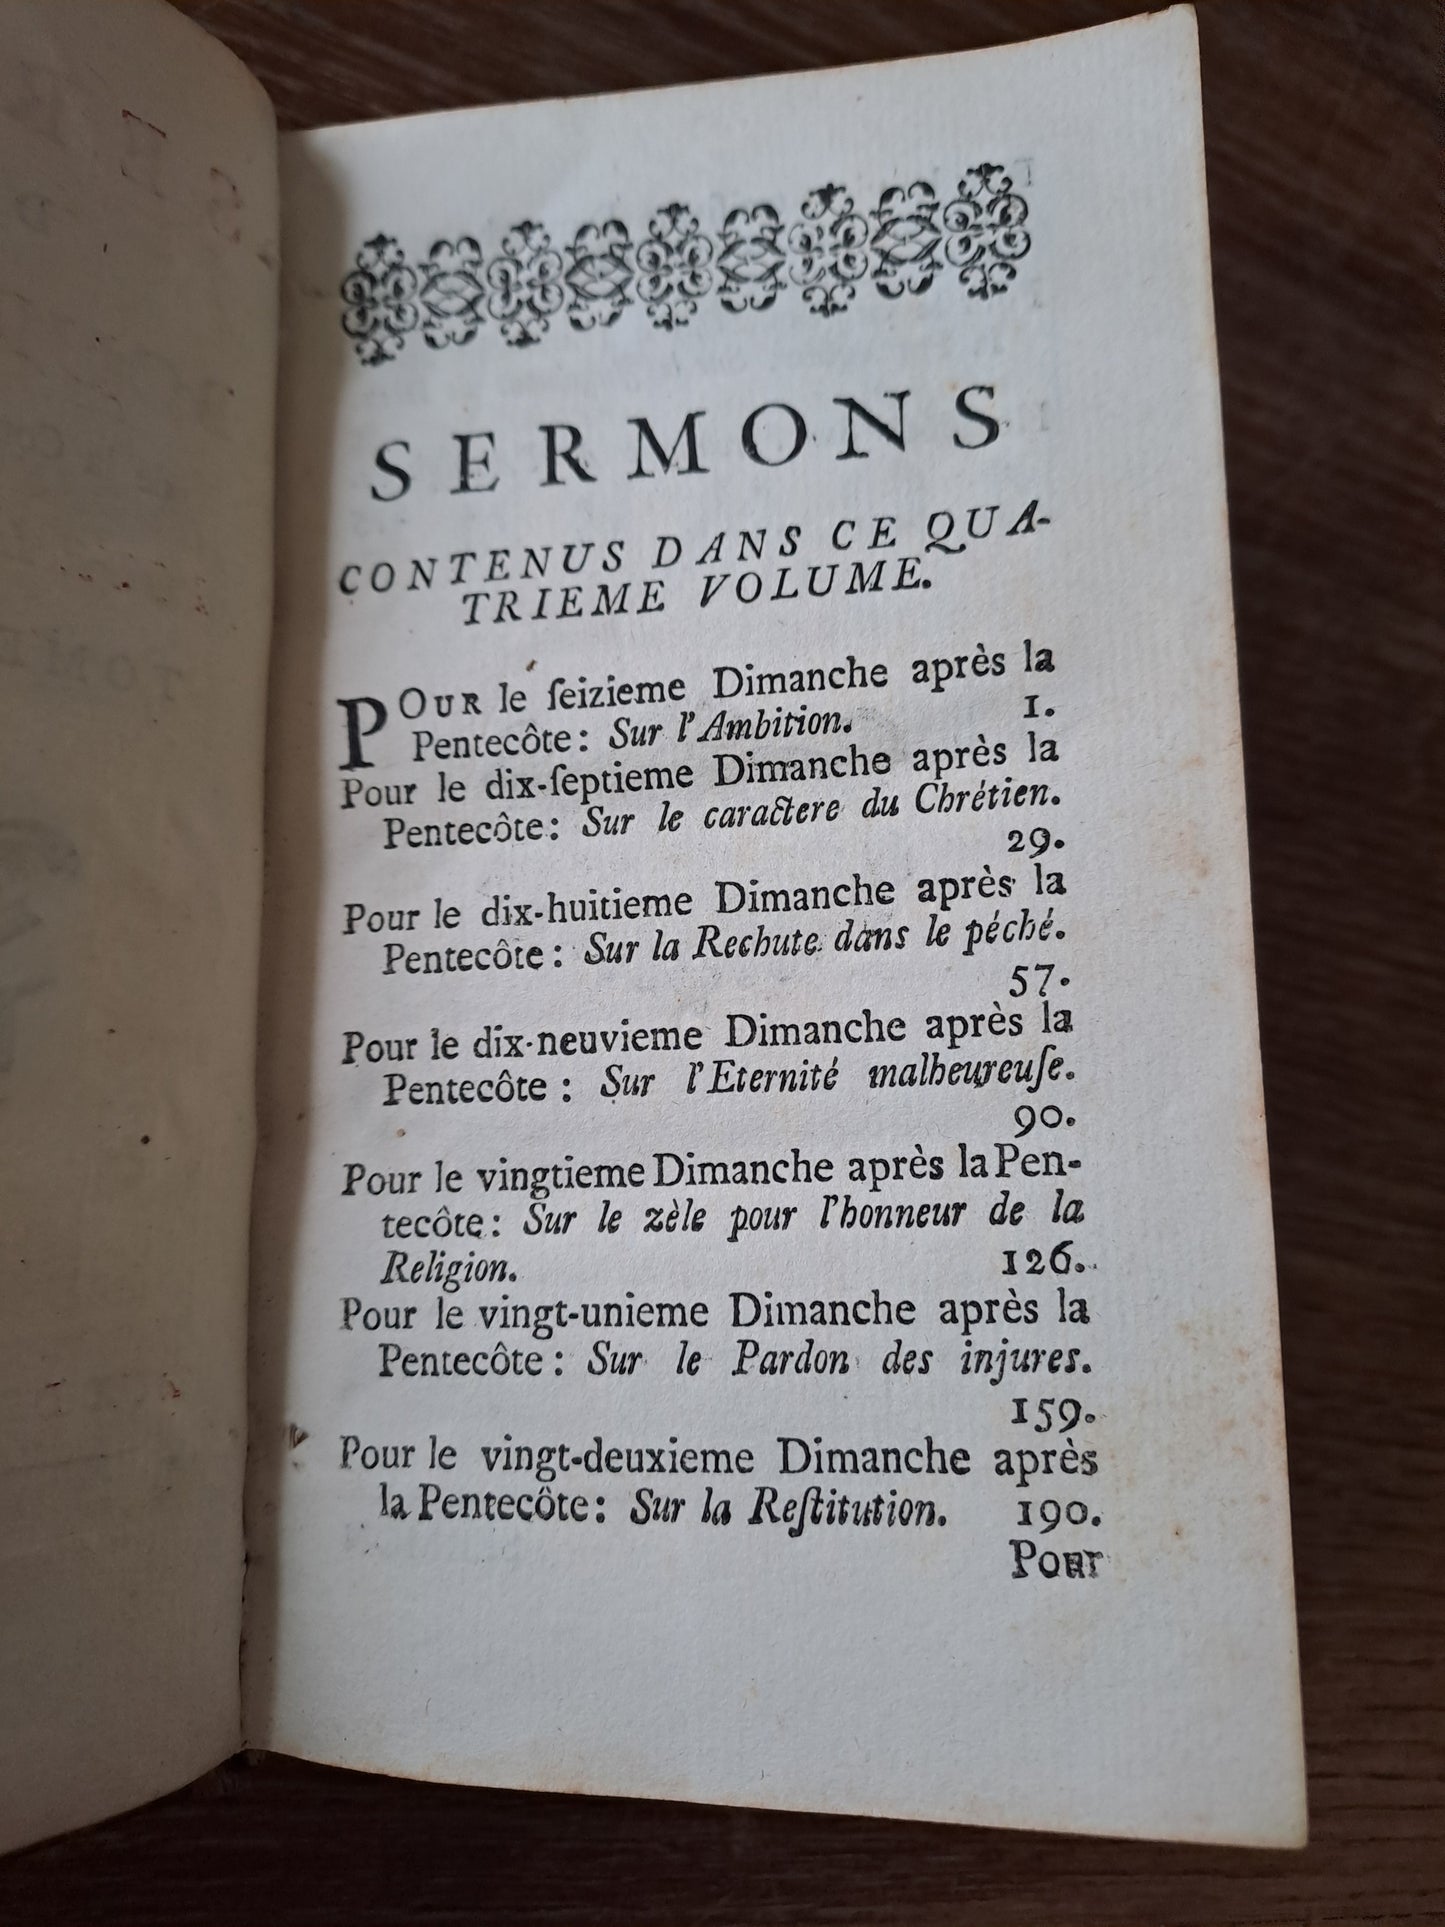 SERMONS
CONTENUS DANS CE QUA-
TRIEME VOLUME.
POUR le ſeizieme Dimanche après la
Pentecôte: Sur l'Ambition. 1.
Pour le dix-ſeptieme Dimanche après la
Pentecôte: Sur le caractere du Chrétien.
29.
Pour le dix-huitieme Dimanche après la
Pentecôte: Sur la Rechute dans le péché.
57.
Pour le dix-neuvieme Dimanche après la
Pentecôte: Sur l'Eternité malheureuſe.
90.
Pour le vingtieme Dimanche après la Pen-
tecôte: Sur le zèle pour l'honneur de la
Religion. 126.
Pour le vingt-unieme Dimanche après la
Pentecôte: Sur le Pardon des injures.
159.
Pour le vingt-deuxieme Dimanche après
la Pentecôte: Sur la Reſtitution. 190.
Pour